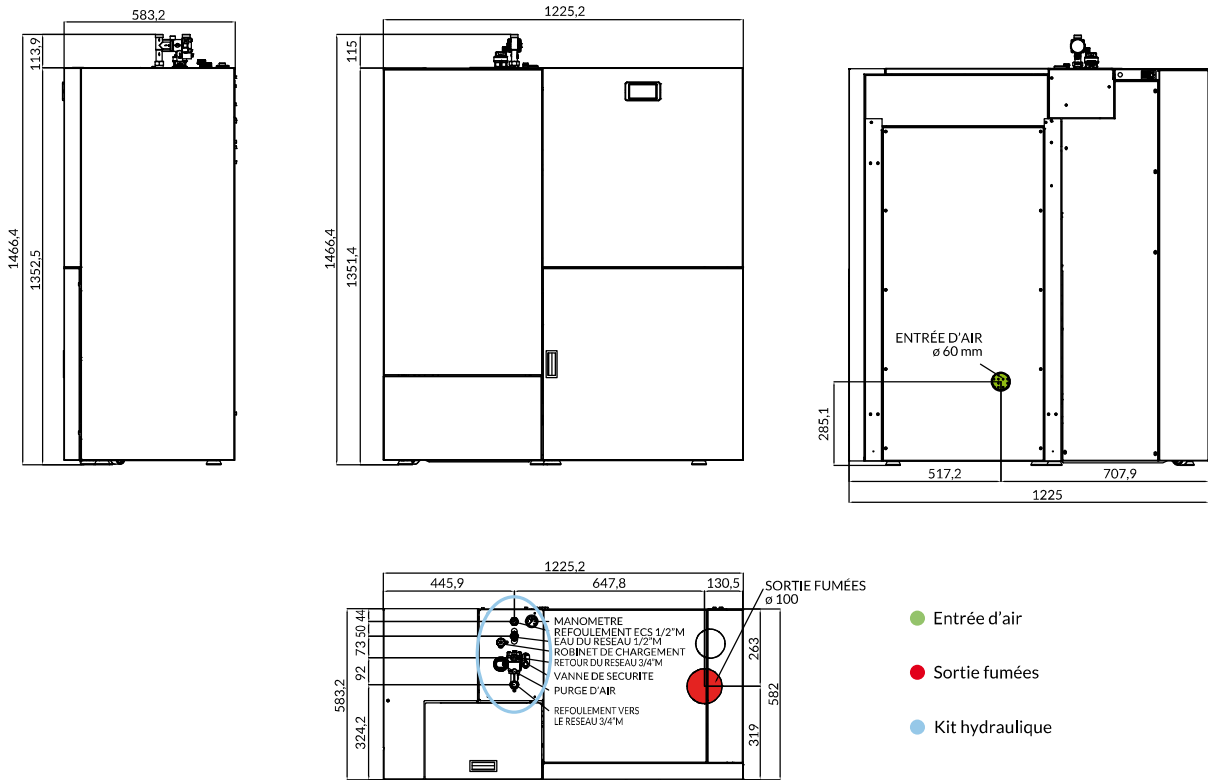 583,2
113,9
1466,4
1352,5
1225,2
115
1466,4
1351,4
ENTRÉE D'AIR
ø 60 mm
285,1
517,2
707,9
1225
1225,2
445,9
647,8
130,5
SORTIE FUMÉES
ø 100
44
50
73
92
324,2
583,2
MANOMETRE
REFOULEMENT ECS 1/2"M
EAU DU RESEAU 1/2"M
ROBINET DE CHARGEMENT
RETOUR DU RESEAU 3/4"M
VANNE DE SECURITE
PURGE D'AIR
REFOULEMENT VERS
LE RESEAU 3/4"M
263
319
582
Entrée d'air
Sortie fumées
Kit hydraulique